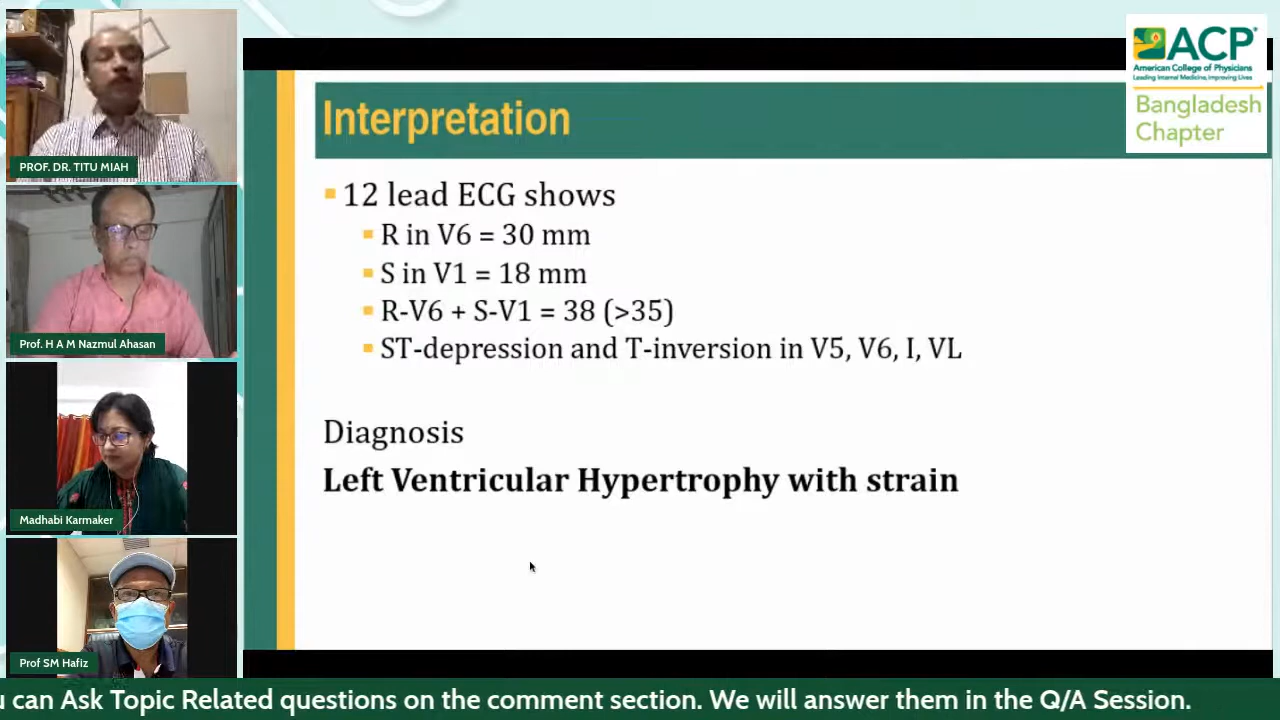 PROF. DR. TITU MIAH
Prof. H A M Nazmul Ahasan
Madhabi Karmaker
Prof SM Hafiz
ACP®
American College of Physicians
Leading Internal Medicine, Improving Lives
Bangladesh
Chapter
Interpretation
12 lead ECG shows
R in V6 = 30 mm
S in V1 = 18 mm
R-V6 + S-V1 = 38 (>35)
ST-depression and T-inversion in V5, V6, I, VL
Diagnosis
Left Ventricular Hypertrophy with strain
can Ask Topic Related questions on the comment section. We will answer them in the Q/A Session.